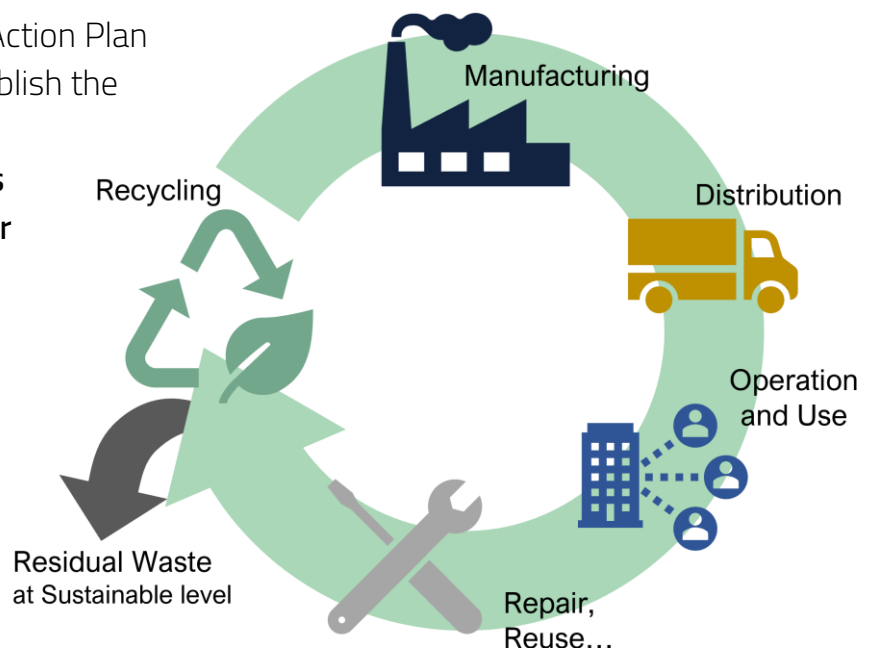 Action Plan
blish the
s
r
Manufacturing
Recycling
Distribution
Operation
and Use
Residual Waste
at Sustainable level
Repair,
Reuse…